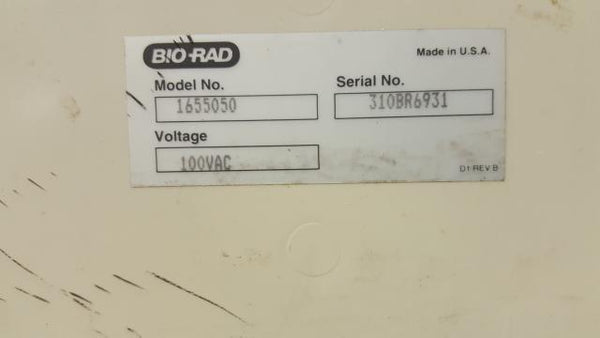 BIO-RAD
Made in U.S.A.
Model No.
Serial No.
1655050
310BR6931
Voltage
100VAC
D1 REV B